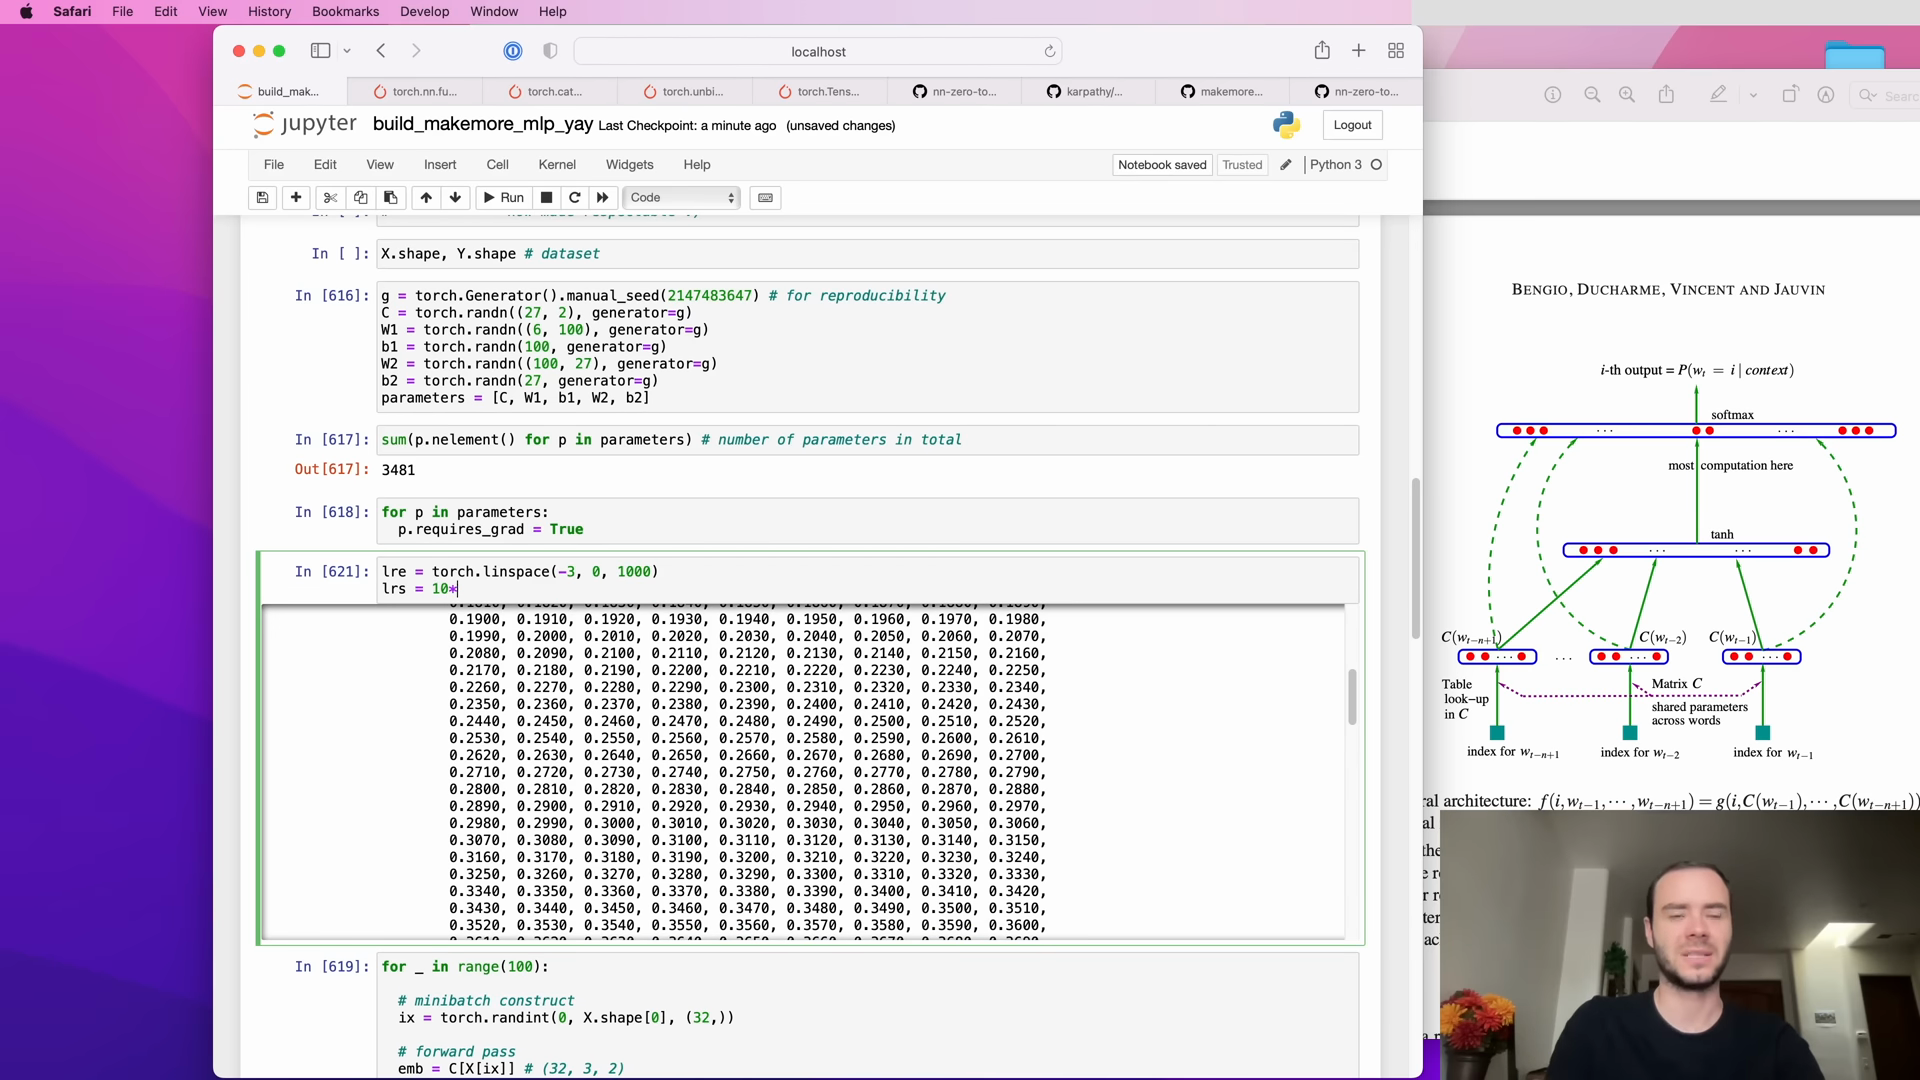 Safari File Edit View History Bookmarks Develop Window Help
localhost
build_mak...
torch.nn.fu...
torch.cat...
torch.unbi...
torch.Tens...
nn-zero-to...
karpathy/...
makemore...
nn-zero-to...
Search
jupyter build_makemore_mlp_yay Last Checkpoint: a minute ago (unsaved changes)
Logout
File Edit View Insert Cell Kernel Widgets Help
Notebook saved Trusted Python 3
Run Code
In [ ]: X.shape, Y.shape # dataset
In [616]: g = torch.Generator().manual_seed(2147483647) # for reproducibility
C = torch.randn((27, 2), generator=g)
W1 = torch.randn((6, 100), generator=g)
b1 = torch.randn(100, generator=g)
W2 = torch.randn((100, 27), generator=g)
b2 = torch.randn(27, generator=g)
parameters = [C, W1, b1, W2, b2]
In [617]: sum(p.nelement() for p in parameters) # number of parameters in total
Out[617]: 3481
In [618]: for p in parameters:
p.requires_grad = True
In [621]: lre = torch.linspace(-3, 0, 1000)
lrs = 10*
0.1900, 0.1910, 0.1920, 0.1930, 0.1940, 0.1950, 0.1960, 0.1970, 0.1980,
0.1990, 0.2000, 0.2010, 0.2020, 0.2030, 0.2040, 0.2050, 0.2060, 0.2070,
0.2080, 0.2090, 0.2100, 0.2110, 0.2120, 0.2130, 0.2140, 0.2150, 0.2160,
0.2170, 0.2180, 0.2190, 0.2200, 0.2210, 0.2220, 0.2230, 0.2240, 0.2250,
0.2260, 0.2270, 0.2280, 0.2290, 0.2300, 0.2310, 0.2320, 0.2330, 0.2340,
0.2350, 0.2360, 0.2370, 0.2380, 0.2390, 0.2400, 0.2410, 0.2420, 0.2430,
0.2440, 0.2450, 0.2460, 0.2470, 0.2480, 0.2490, 0.2500, 0.2510, 0.2520,
0.2530, 0.2540, 0.2550, 0.2560, 0.2570, 0.2580, 0.2590, 0.2600, 0.2610,
0.2620, 0.2630, 0.2640, 0.2650, 0.2660, 0.2670, 0.2680, 0.2690, 0.2700,
0.2710, 0.2720, 0.2730, 0.2740, 0.2750, 0.2760, 0.2770, 0.2780, 0.2790,
0.2800, 0.2810, 0.2820, 0.2830, 0.2840, 0.2850, 0.2860, 0.2870, 0.2880,
0.2890, 0.2900, 0.2910, 0.2920, 0.2930, 0.2940, 0.2950, 0.2960, 0.2970,
0.2980, 0.2990, 0.3000, 0.3010, 0.3020, 0.3030, 0.3040, 0.3050, 0.3060,
0.3070, 0.3080, 0.3090, 0.3100, 0.3110, 0.3120, 0.3130, 0.3140, 0.3150,
0.3160, 0.3170, 0.3180, 0.3190, 0.3200, 0.3210, 0.3220, 0.3230, 0.3240,
0.3250, 0.3260, 0.3270, 0.3280, 0.3290, 0.3300, 0.3310, 0.3320, 0.3330,
0.3340, 0.3350, 0.3360, 0.3370, 0.3380, 0.3390, 0.3400, 0.3410, 0.3420,
0.3430, 0.3440, 0.3450, 0.3460, 0.3470, 0.3480, 0.3490, 0.3500, 0.3510,
0.3520, 0.3530, 0.3540, 0.3550, 0.3560, 0.3570, 0.3580, 0.3590, 0.3600,
In [619]: for _ in range(100):
# minibatch construct
ix = torch.randint(0, X.shape[0], (32,))
# forward pass
emb = C[X[ix]] # (32, 3, 2)
BENGIO, DUCHARME, VINCENT AND JAUVIN
i-th output = P(w_t = i | context)
softmax
most computation here
tanh
C(w_{t−n+1}) C(w_{t−2}) C(w_{t−1})
Table look−up in C
Matrix C
shared parameters
across words
index for w_{t−n+1} index for w_{t−2} index for w_{t−1}
ral architecture: f(i,w_{t−1},···,w_{t−n+1}) = g(i,C(w_{t−1}),···,C(w_{t−n+1}))